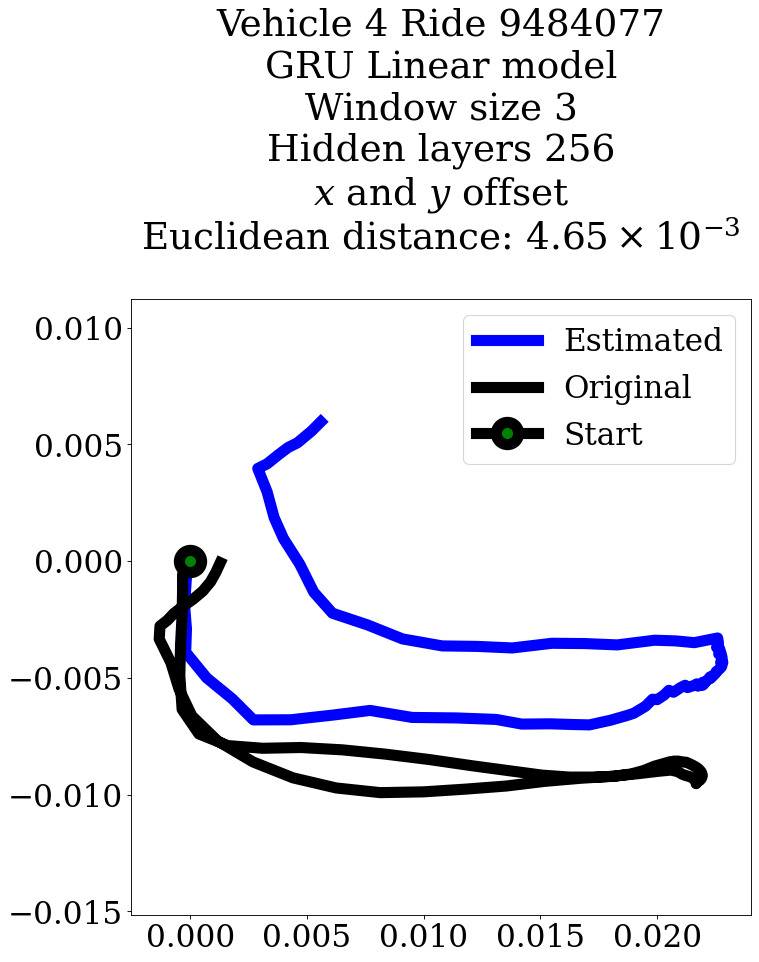 Vehicle 4 Ride 9484077
GRU Linear model
Window size 3
Hidden layers 256
x and y offset
Euclidean distance: 4.65 × 10⁻³
Estimated
Original
Start
0.010
0.005
0.000
−0.005
−0.010
−0.015
0.000 0.005 0.010 0.015 0.020